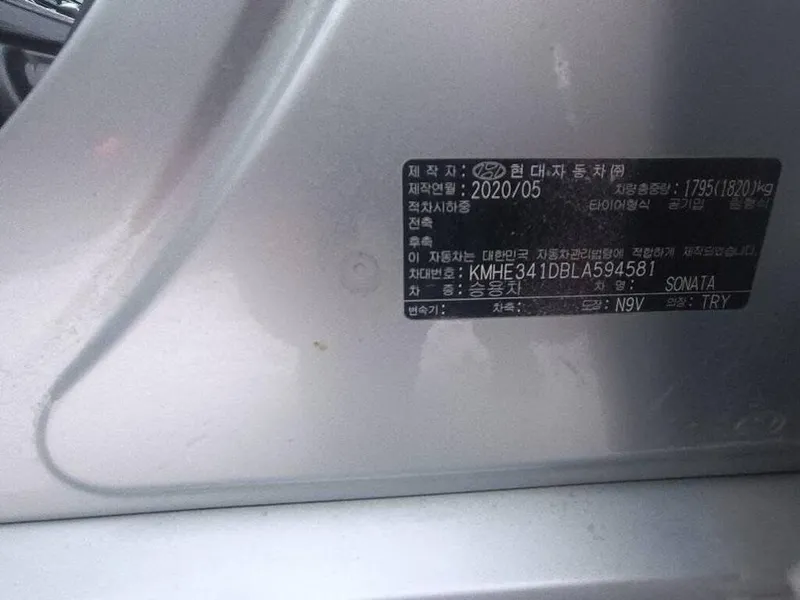 제 작 자: 현대자동차㈜
제작연월: 2020/05 차량총중량: 1795(1820)kg
적차시하중 타이어형식 공기압 림형식
전축
후축
이 자동차는 대한민국 자동차관리법령에 적합하게 제작되었습니다.
차대번호: KMHE341DBLA594581
차 종: 승용차 차 명: SONATA
변속기: 차축: 도장: N9V 의장: TRY